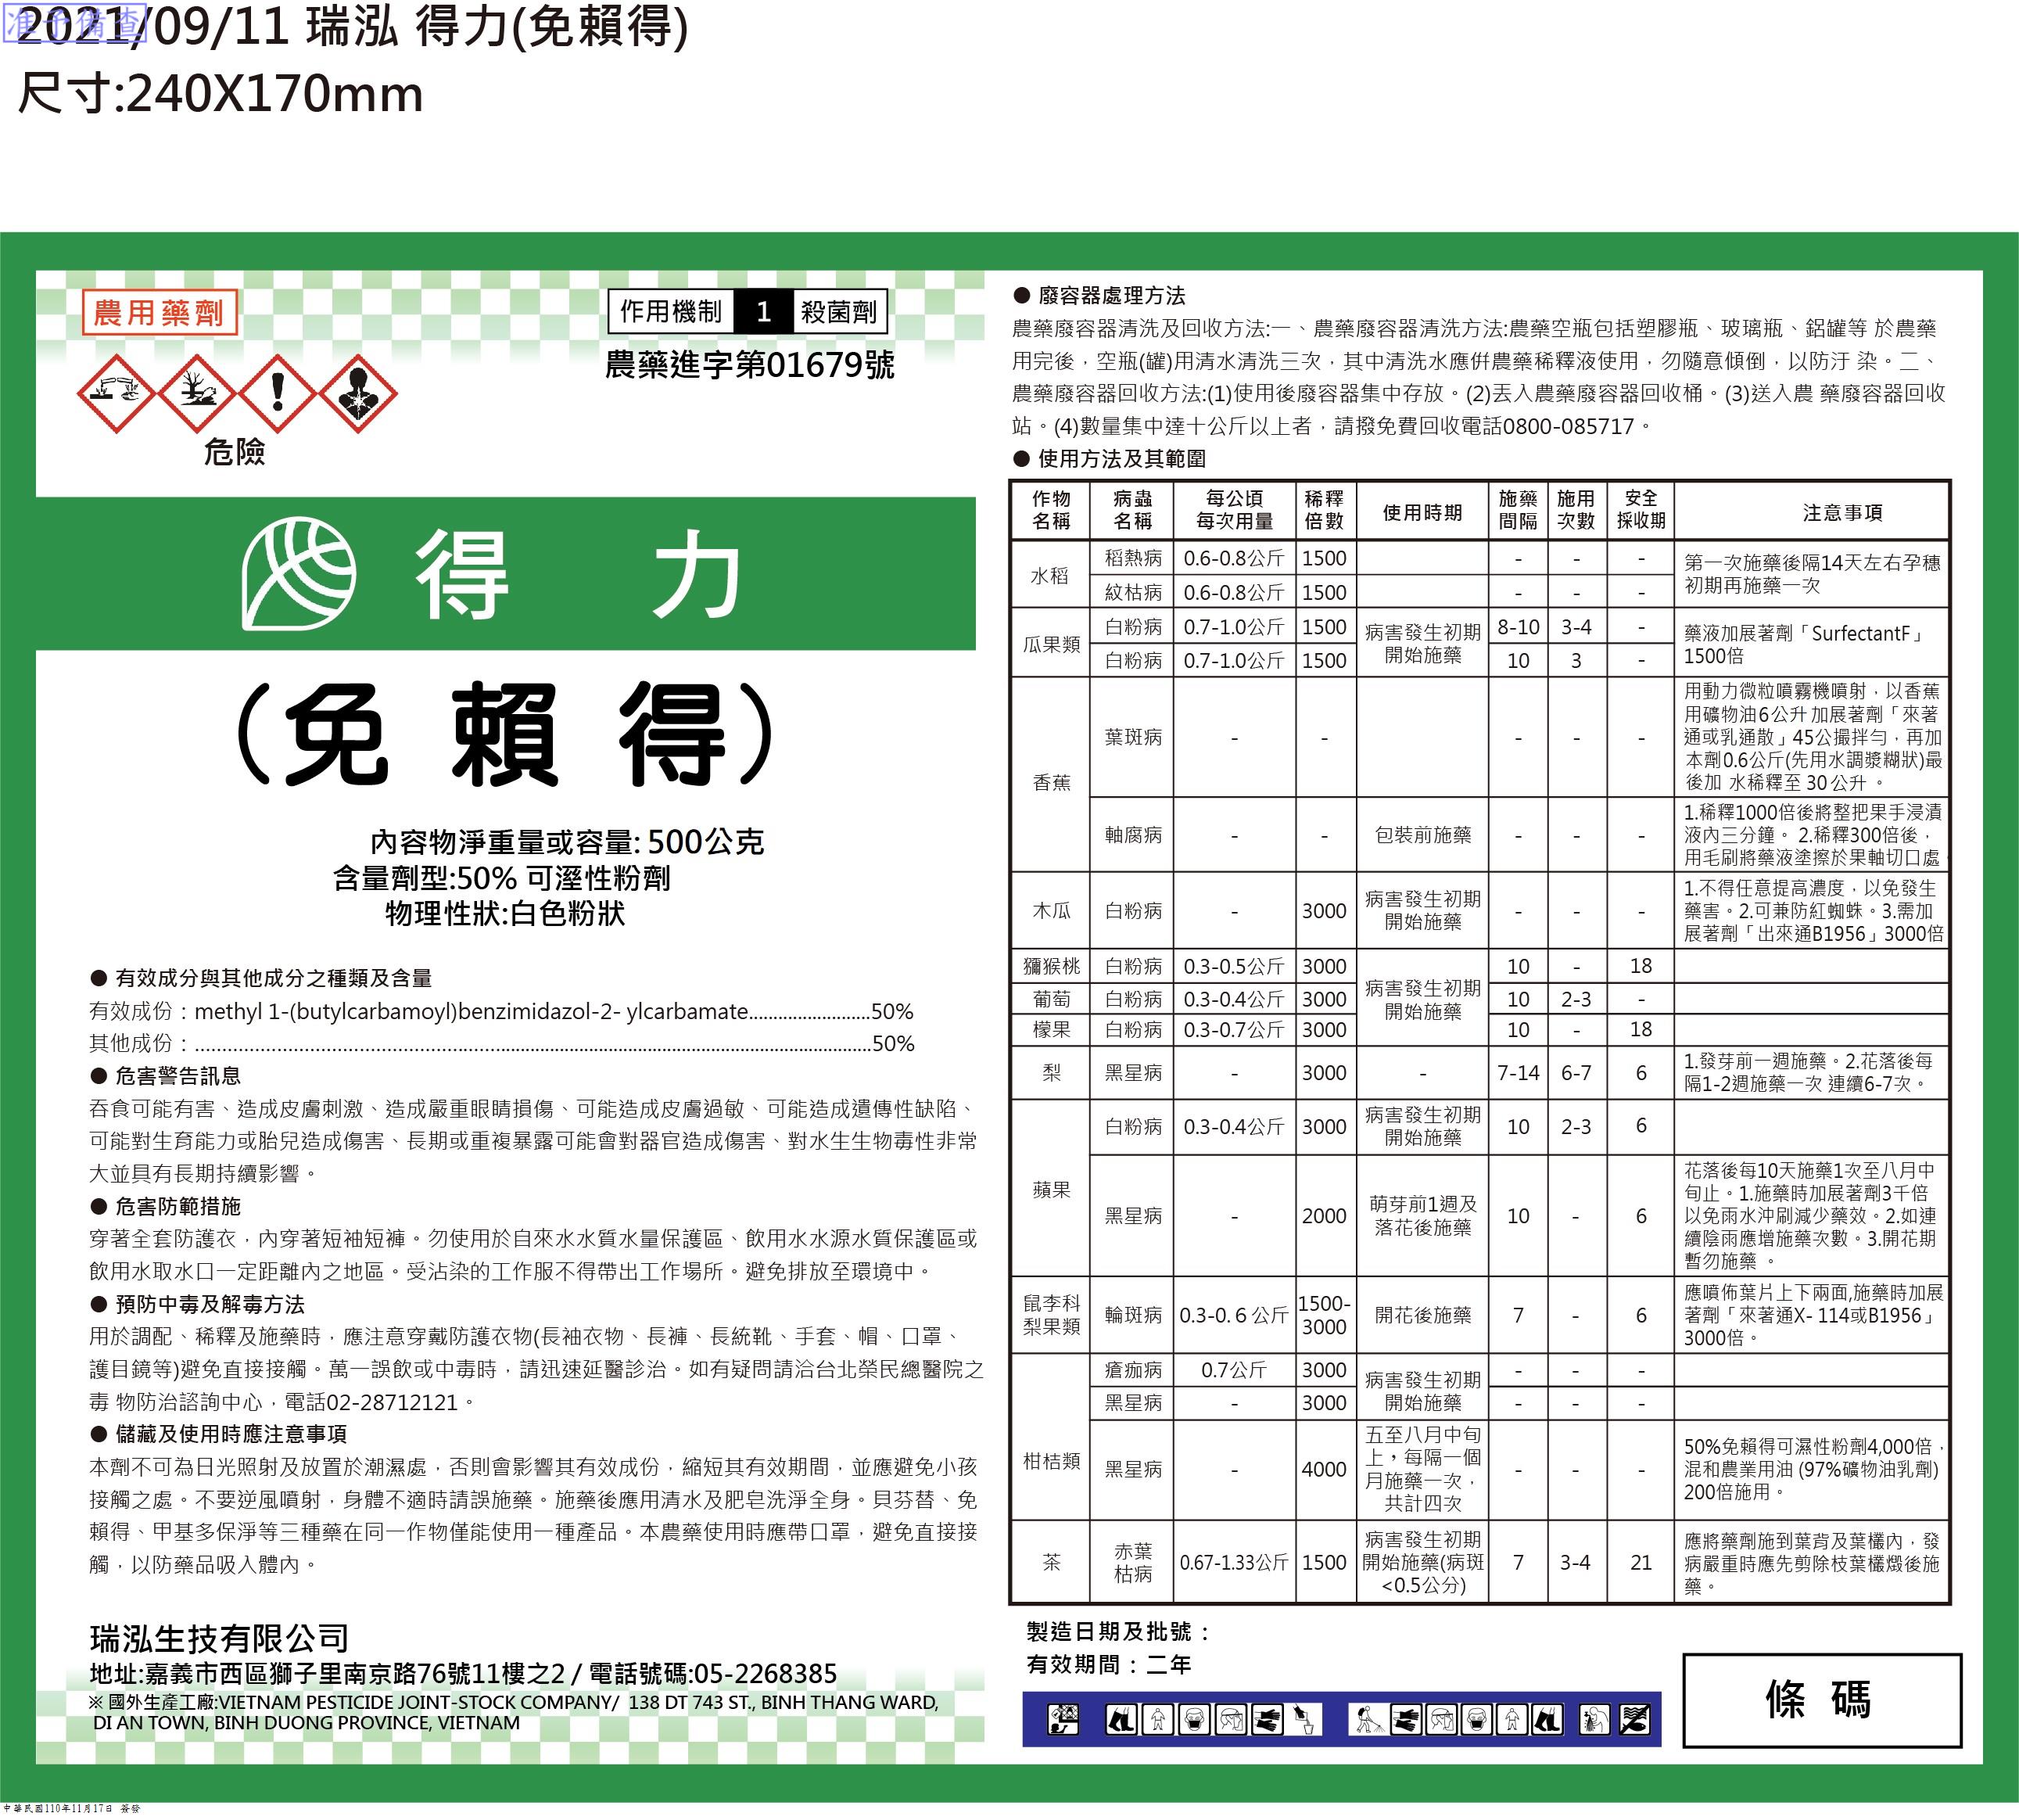 准予備查
2021/09/11 瑞泓 得力(免賴得)
尺寸:240X170mm
農用藥劑
作用機制 1 殺菌劑
農藥進字第01679號
危險
得 力
(免 賴 得)
內容物淨重量或容量: 500公克
含量劑型:50% 可溼性粉劑
物理性狀:白色粉狀
● 有效成分與其他成分之種類及含量
有效成份：methyl 1-(butylcarbamoyl)benzimidazol-2- ylcarbamate.........................50%
其他成份：..........................................................................................................................50%
● 危害警告訊息
吞食可能有害、造成皮膚刺激、造成嚴重眼睛損傷、可能造成皮膚過敏、可能造成遺傳性缺陷、
可能對生育能力或胎兒造成傷害、長期或重複暴露可能會對器官造成傷害、對水生生物毒性非常
大並具有長期持續影響。
● 危害防範措施
穿著全套防護衣，內穿著短袖短褲。勿使用於自來水水質水量保護區、飲用水水源水質保護區或
飲用水取水口一定距離內之地區。受沾染的工作服不得帶出工作場所。避免排放至環境中。
● 預防中毒及解毒方法
用於調配、稀釋及施藥時，應注意穿戴防護衣物(長袖衣物、長褲、長統靴、手套、帽、口罩、
護目鏡等)避免直接接觸。萬一誤飲或中毒時，請迅速延醫診治。如有疑問請洽台北榮民總醫院之
毒 物防治諮詢中心，電話02-28712121。
● 儲藏及使用時應注意事項
本劑不可為日光照射及放置於潮濕處，否則會影響其有效成份，縮短其有效期間，並應避免小孩
接觸之處。不要逆風噴射，身體不適時請誤施藥。施藥後應用清水及肥皂洗淨全身。貝芬替、免
賴得、甲基多保淨等三種藥在同一作物僅能使用一種產品。本農藥使用時應帶口罩，避免直接接
觸，以防藥品吸入體內。
瑞泓生技有限公司
地址:嘉義市西區獅子里南京路76號11樓之2 / 電話號碼:05-2268385
※ 國外生產工廠:VIETNAM PESTICIDE JOINT-STOCK COMPANY/ 138 DT 743 ST., BINH THANG WARD,
DI AN TOWN, BINH DUONG PROVINCE, VIETNAM
● 廢容器處理方法
農藥廢容器清洗及回收方法:一、農藥廢容器清洗方法:農藥空瓶包括塑膠瓶、玻璃瓶、鋁罐等 於農藥
用完後，空瓶(罐)用清水清洗三次，其中清洗水應併農藥稀釋液使用，勿隨意傾倒，以防汙 染。二、
農藥廢容器回收方法:(1)使用後廢容器集中存放。(2)丟入農藥廢容器回收桶。(3)送入農 藥廢容器回收
站。(4)數量集中達十公斤以上者，請撥免費回收電話0800-085717。
● 使用方法及其範圍
作物名稱 病蟲名稱 每公頃每次用量 稀釋倍數 使用時期 施藥間隔 施用次數 安全採收期 注意事項
水稻 稻熱病 0.6-0.8公斤 1500 - - - 第一次施藥後隔14天左右孕穗
初期再施藥一次
紋枯病 0.6-0.8公斤 1500 - - -
瓜果類 白粉病 0.7-1.0公斤 1500 病害發生初期 8-10 3-4 - 藥液加展著劑「SurfectantF」
開始施藥 1500倍
白粉病 0.7-1.0公斤 1500 10 3 -
香蕉 葉斑病 - - - - - 用動力微粒噴霧機噴射，以香蕉
用礦物油6公升 加展著劑「來著
通或乳通散」45公撮拌勻，再加
本劑0.6公斤(先用水調漿糊狀)最
後加 水稀釋至 30公升 。
軸腐病 - - 包裝前施藥 - - - 1.稀釋1000倍後將整把果手浸漬
液內三分鐘。 2.稀釋300倍後，
用毛刷將藥液塗擦於果軸切口處
木瓜 白粉病 - 3000 病害發生初期 - - - 1.不得任意提高濃度，以免發生
開始施藥 藥害。2.可兼防紅蜘蛛。3.需加
展著劑「出來通B1956」3000倍
獼猴桃 白粉病 0.3-0.5公斤 3000 病害發生初期 10 - 18
開始施藥
葡萄 白粉病 0.3-0.4公斤 3000 10 2-3 -
檬果 白粉病 0.3-0.7公斤 3000 10 - 18
梨 黑星病 - 3000 - 7-14 6-7 6 1.發芽前一週施藥。2.花落後每
隔1-2週施藥一次 連續6-7次。
蘋果 白粉病 0.3-0.4公斤 3000 病害發生初期 10 2-3 6
開始施藥
黑星病 - 2000 萌芽前1週及 10 - 6 花落後每10天施藥1次至八月中
落花後施藥 旬止。1.施藥時加展著劑3千倍
以免雨水沖刷減少藥效。2.如連
續陰雨應增施藥次數。3.開花期
暫勿施藥 。
鼠李科
梨果類 輪斑病 0.3-0. 6 公斤 1500-3000 開花後施藥 7 - 6 應噴佈葉片上下兩面,施藥時加展
著劑「來著通X- 114或B1956」
3000倍。
柑桔類 瘡痂病 0.7公斤 3000 病害發生初期 - - -
開始施藥
黑星病 - 3000 - - -
黑星病 - 4000 五至八月中旬 - - - 50%免賴得可濕性粉劑4,000倍，
上，每隔一個 混和農業用油 (97%礦物油乳劑)
月施藥一次， 200倍施用。
共計四次
茶 赤葉枯病 0.67-1.33公斤 1500 病害發生初期 7 3-4 21 應將藥劑施到葉背及葉欉內，發
開始施藥(病斑 病嚴重時應先剪除枝葉欉燬後施
<0.5公分) 藥。
製造日期及批號：
有效期間：二年
條 碼
中華民國110年11月17日 簽發